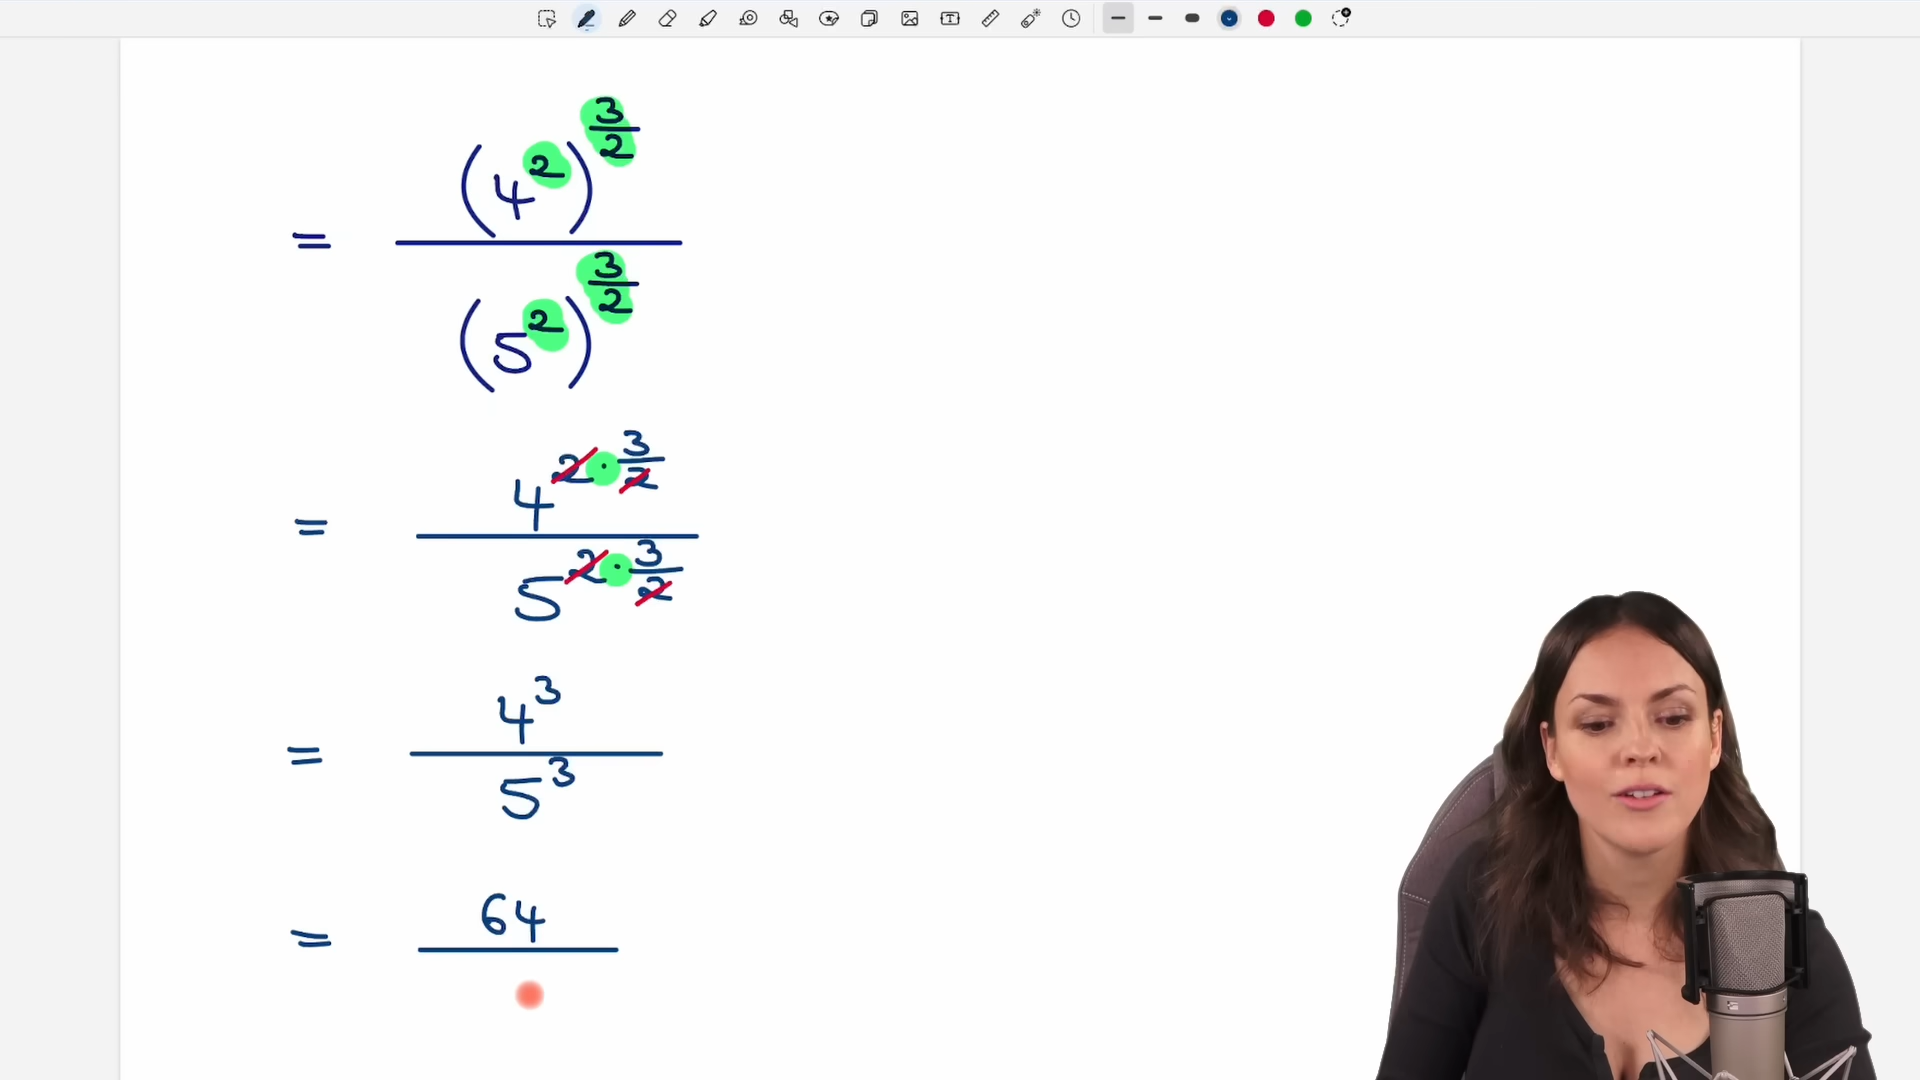 = (4^2)^(3/2) / (5^2)^(3/2)
= 4^(2·3/2) / 5^(2·3/2)
= 4^3 / 5^3
= 64 /